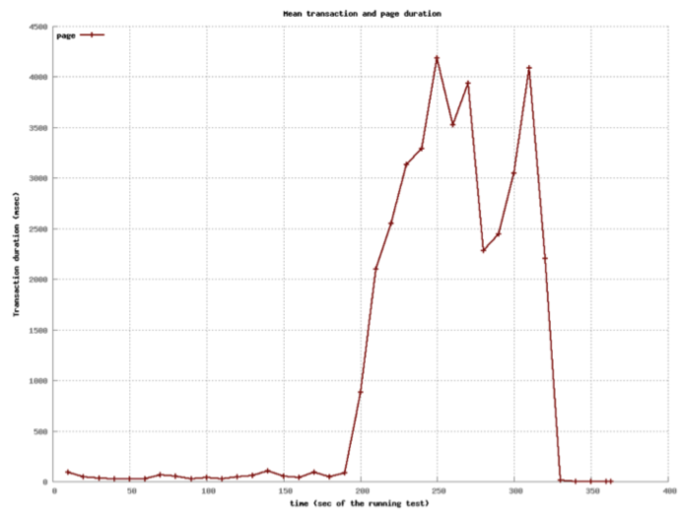 Mean transaction and page duration
4500
page
4000
3500
3000
2500
2000
1500
1000
500
0
Transaction duration (msec)
0 50 100 150 200 250 300 350 400
time (sec of the running test)